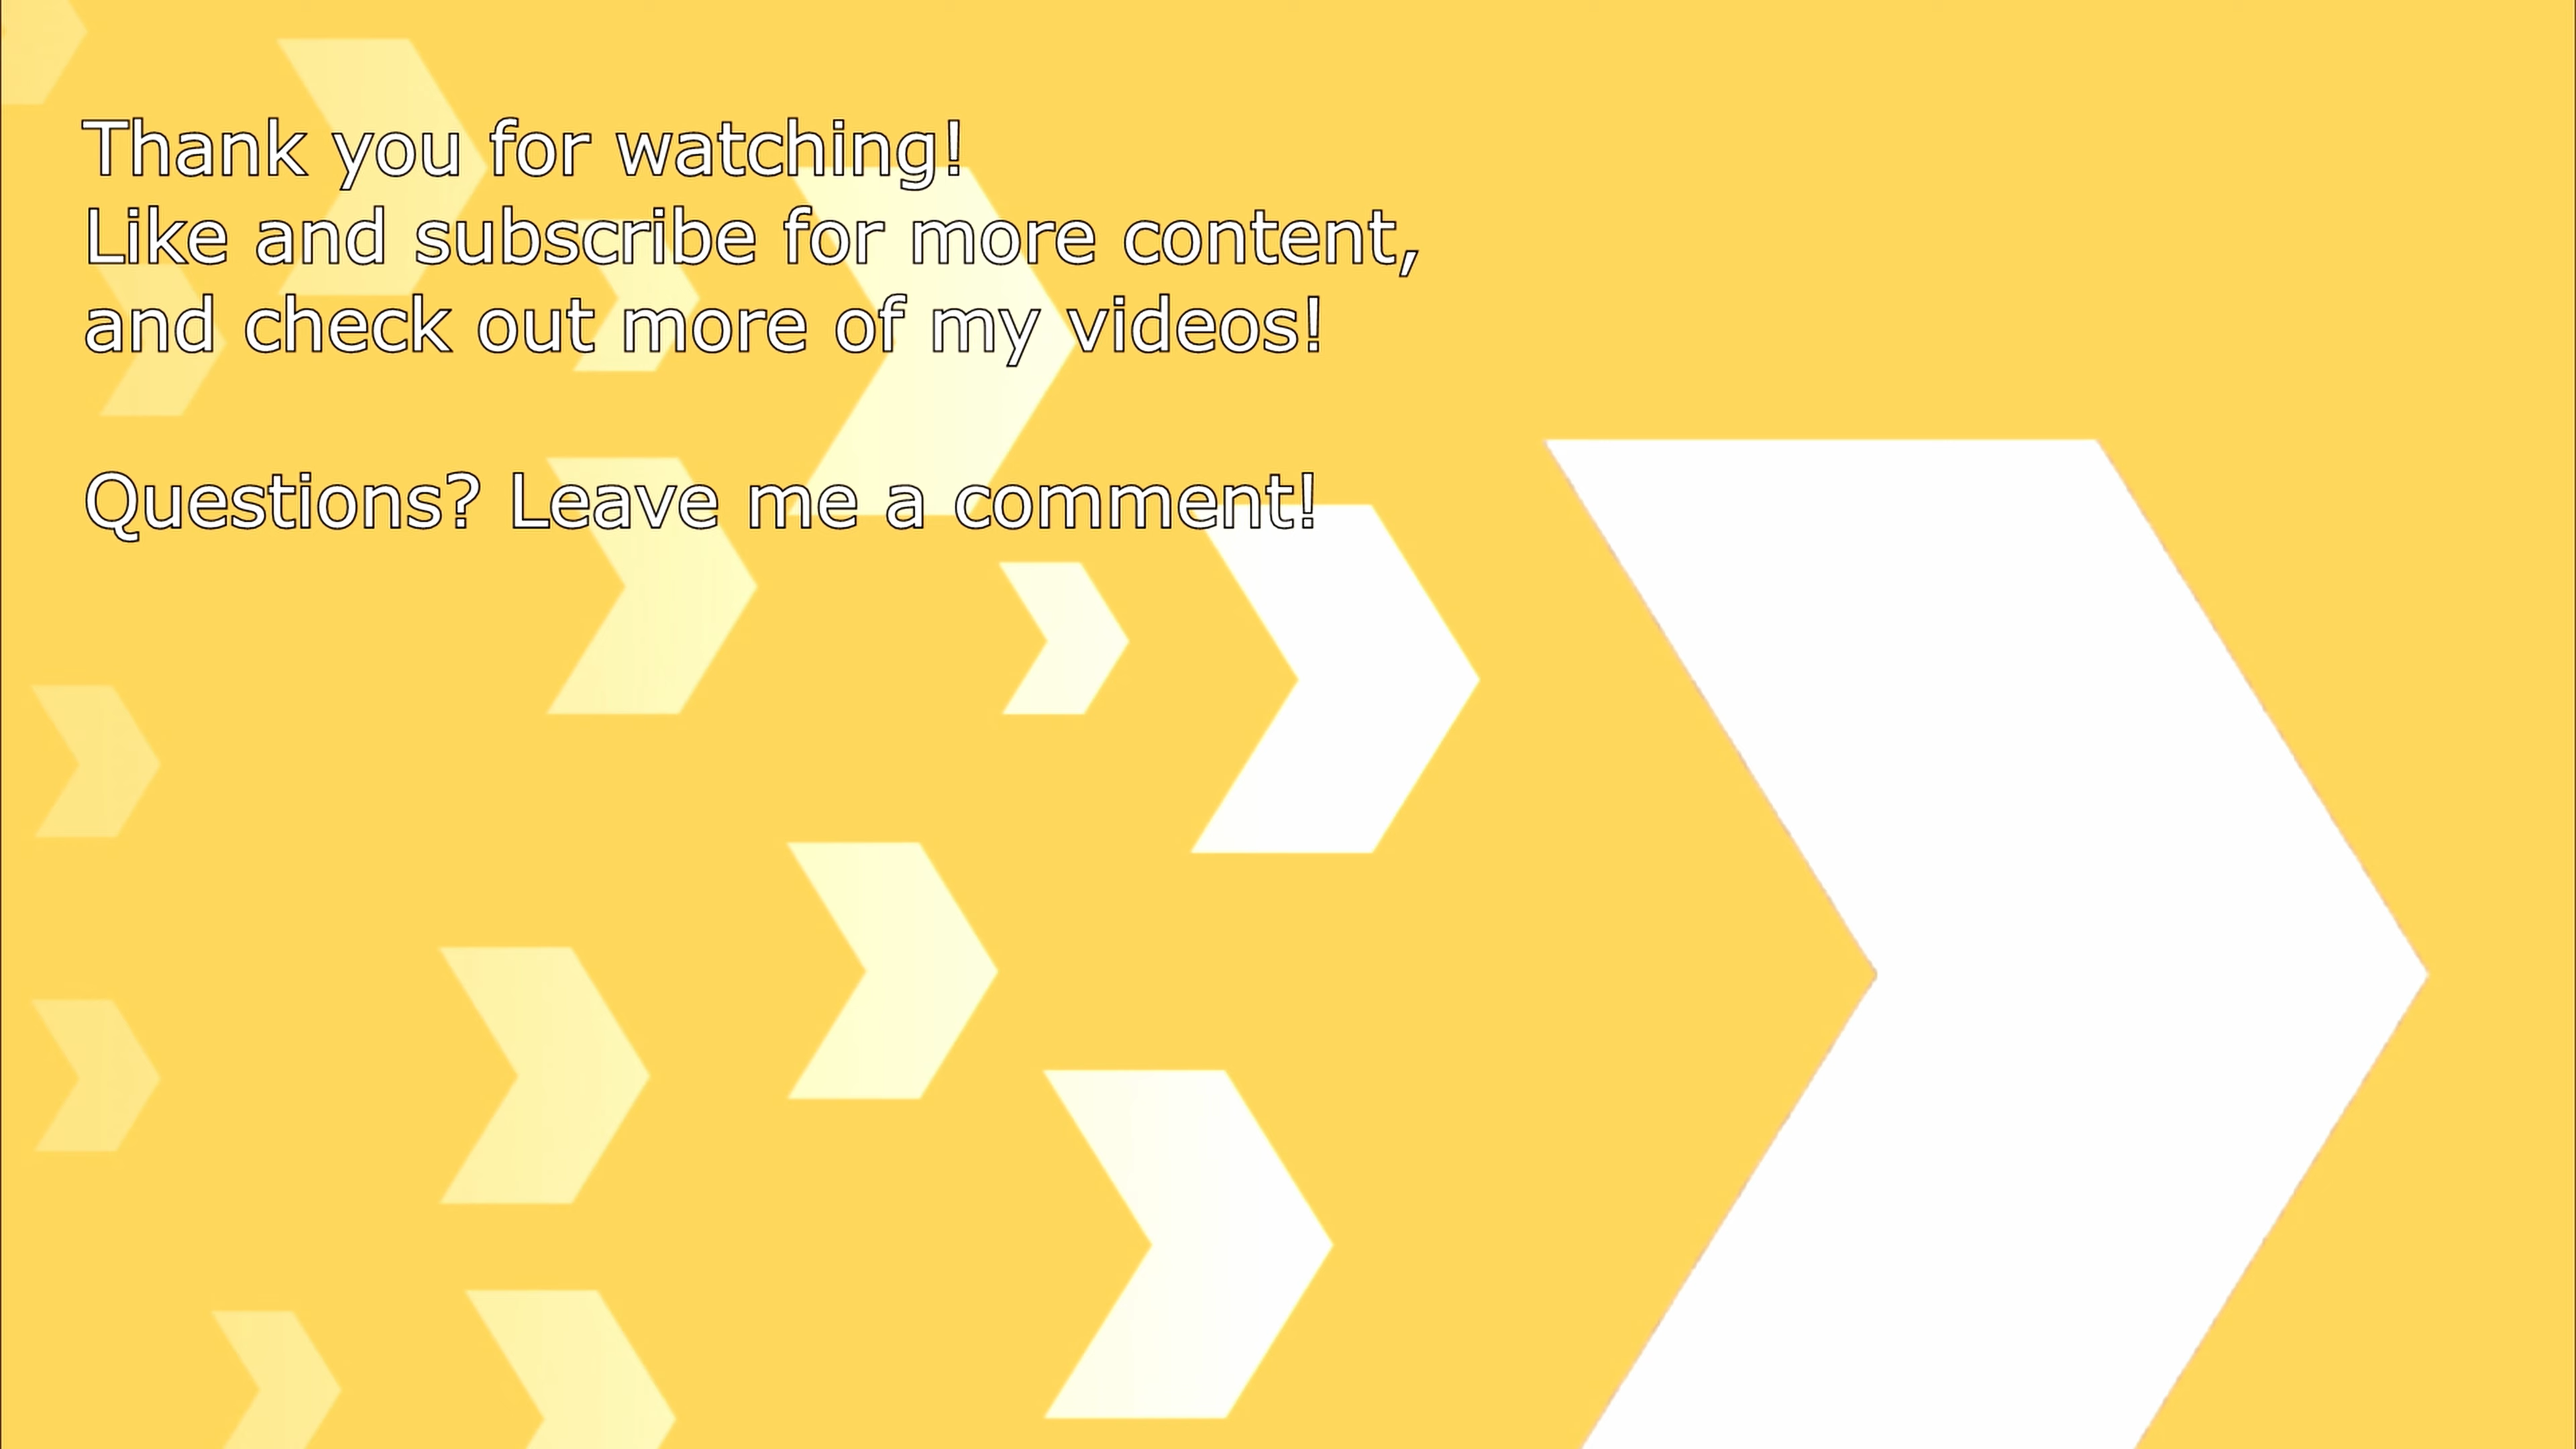 Thank you for watching!
Like and subscribe for more content,
and check out more of my videos!
Questions? Leave me a comment!